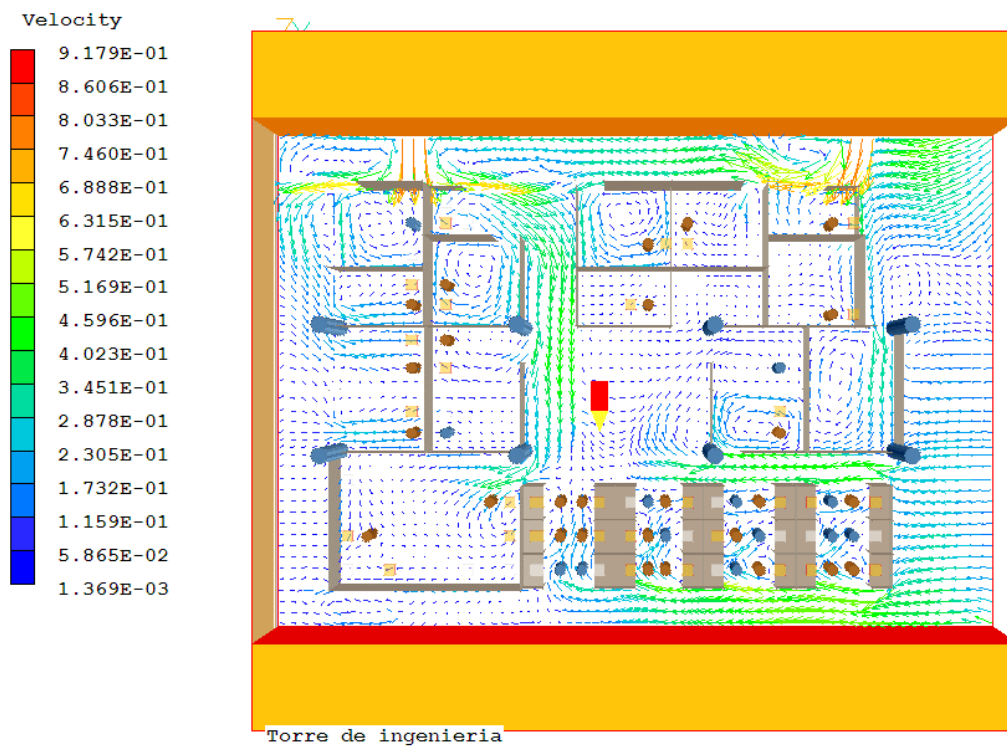 Velocity
9.179E-01
8.606E-01
8.033E-01
7.460E-01
6.888E-01
6.315E-01
5.742E-01
5.169E-01
4.596E-01
4.023E-01
3.451E-01
2.878E-01
2.305E-01
1.732E-01
1.159E-01
5.865E-02
1.369E-03
Torre de ingenieria